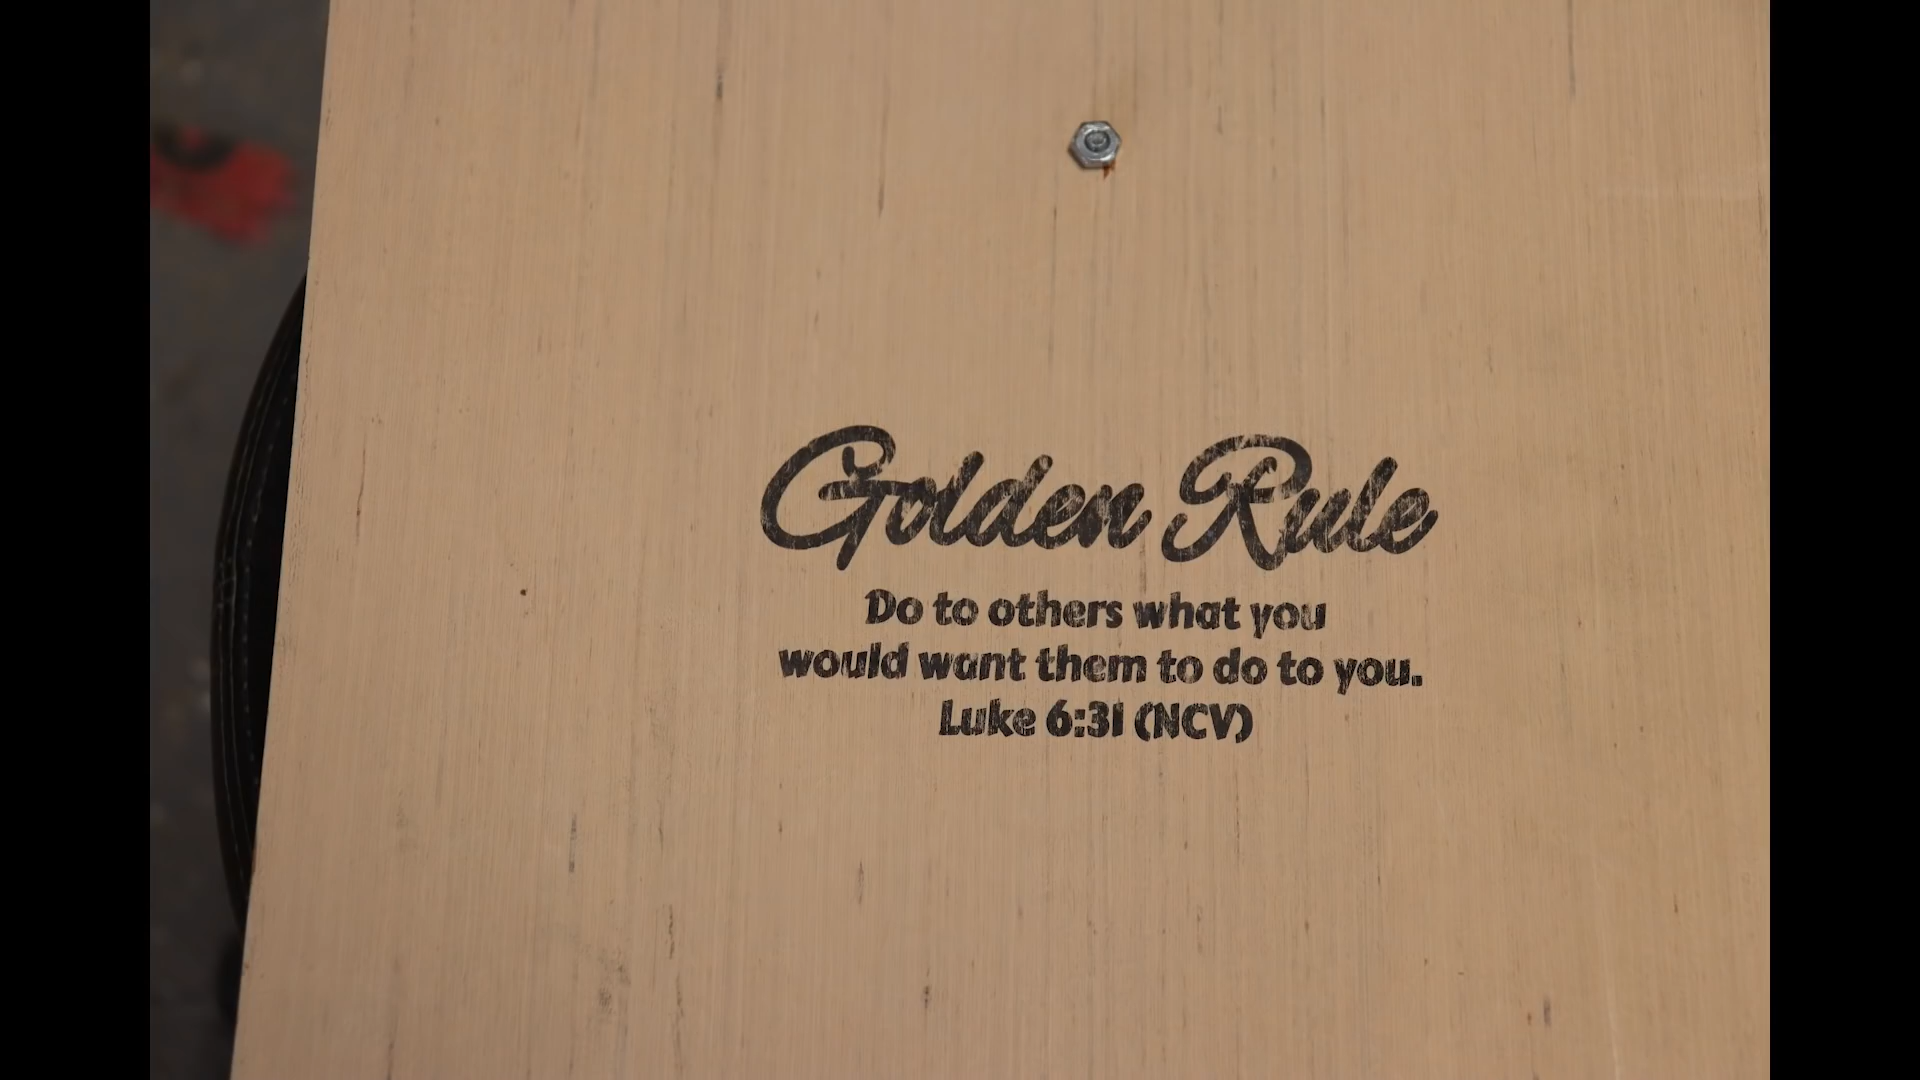 Golden Rule
Do to others what you
would want them to do to you.
Luke 6:31 (NCV)